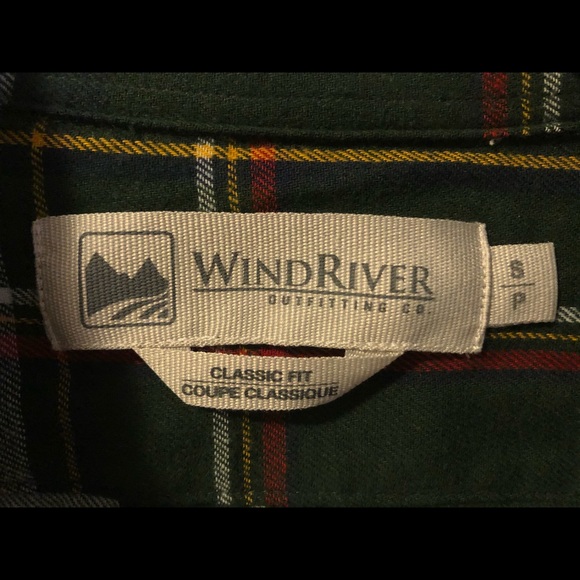 WINDRIVER
OUTFITTING CO
S
P
CLASSIC FIT
COUPE CLASSIQUE